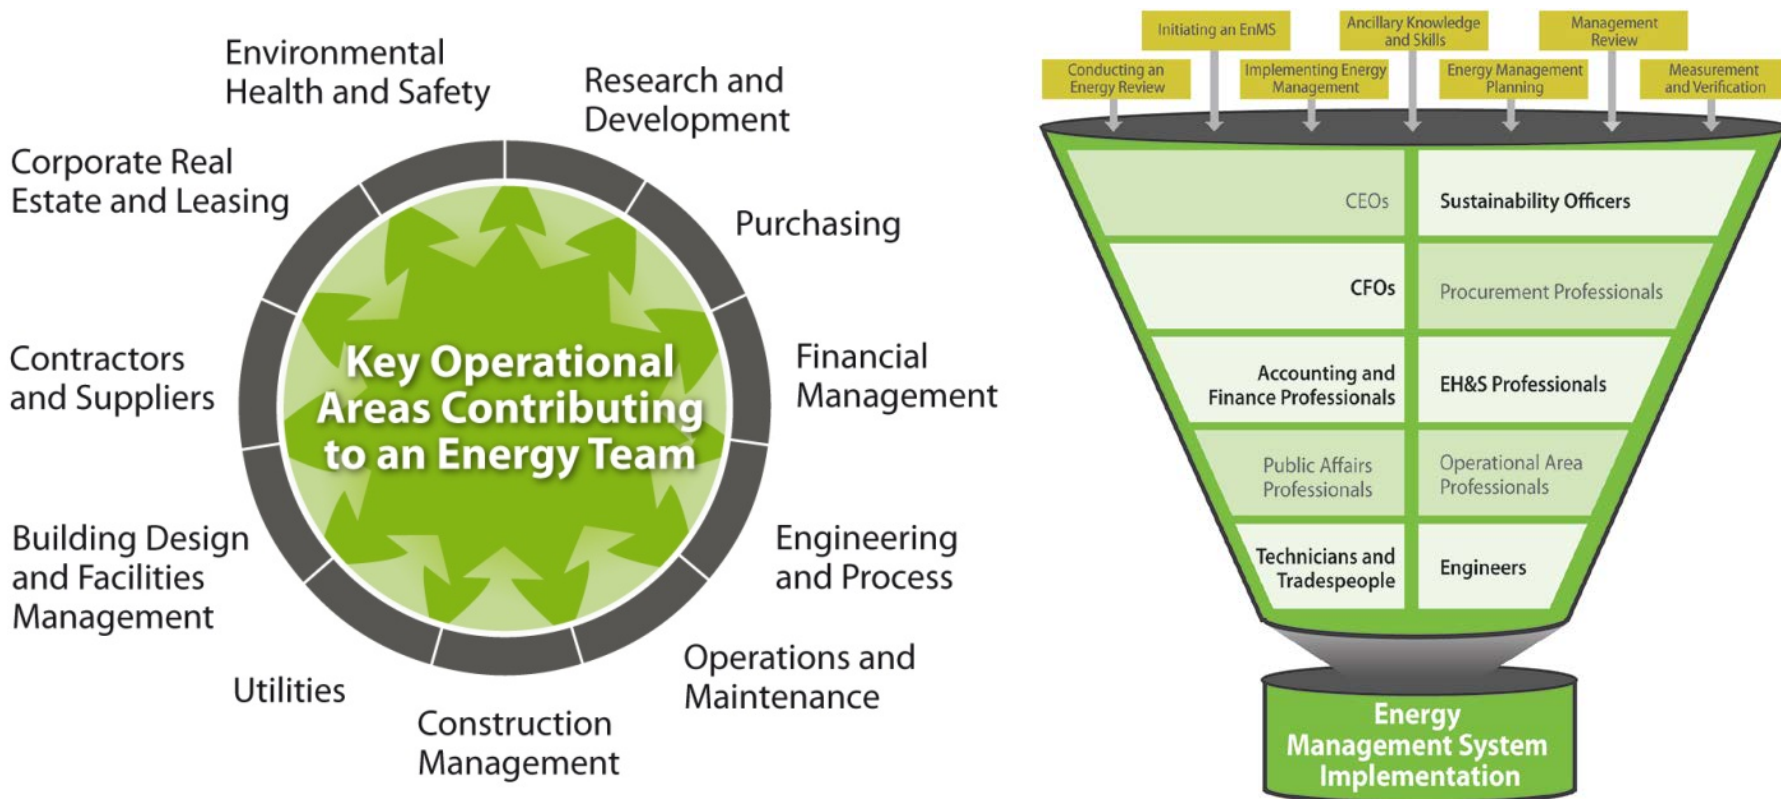 Environmental
Health and Safety
Research and
Development
Corporate Real
Estate and Leasing
Purchasing
Contractors
and Suppliers
Key Operational
Areas Contributing
to an Energy Team
Financial
Management
Building Design
and Facilities
Management
Engineering
and Process
Utilities
Construction
Management
Operations and
Maintenance
Initiating an EnMS
Ancillary Knowledge
and Skills
Management
Review
Conducting an
Energy Review
Implementing Energy
Management
Energy Management
Planning
Measurement
and Verification
CEOs
Sustainability Officers
CFOs
Procurement Professionals
Accounting and
Finance Professionals
EH&S Professionals
Public Affairs
Professionals
Operational Area
Professionals
Technicians and
Tradespeople
Engineers
Energy
Management System
Implementation